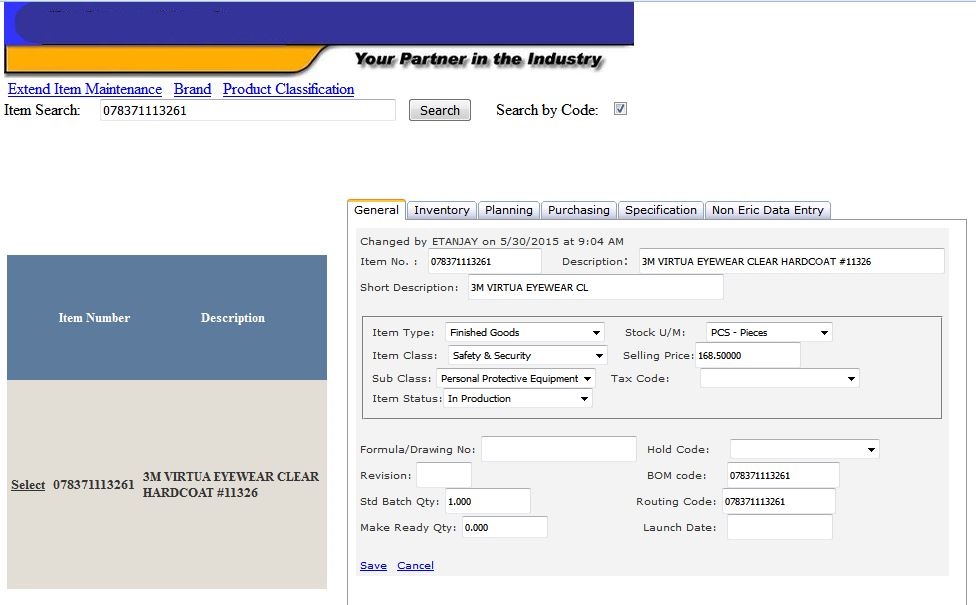 Your Partner in the Industry
Extend Item Maintenance Brand Product Classification
Item Search: 078371113261 Search Search by Code:
General Inventory Planning Purchasing Specification Non Eric Data Entry
Changed by ETANJAY on 5/30/2015 at 9:04 AM
Item No. : 078371113261 Description: 3M VIRTUA EYEWEAR CLEAR HARDCOAT #11326
Short Description: 3M VIRTUA EYEWEAR CL
Item Number Description
Item Type: Finished Goods Stock U/M: PCS - Pieces
Item Class: Safety & Security Selling Price: 168.50000
Sub Class: Personal Protective Equipment Tax Code:
Item Status: In Production
Formula/Drawing No: Hold Code:
Revision: BOM code: 078371113261
Select 078371113261 3M VIRTUA EYEWEAR CLEAR
HARDCOAT #11326
Std Batch Qty: 1.000 Routing Code: 078371113261
Make Ready Qty: 0.000 Launch Date:
Save Cancel